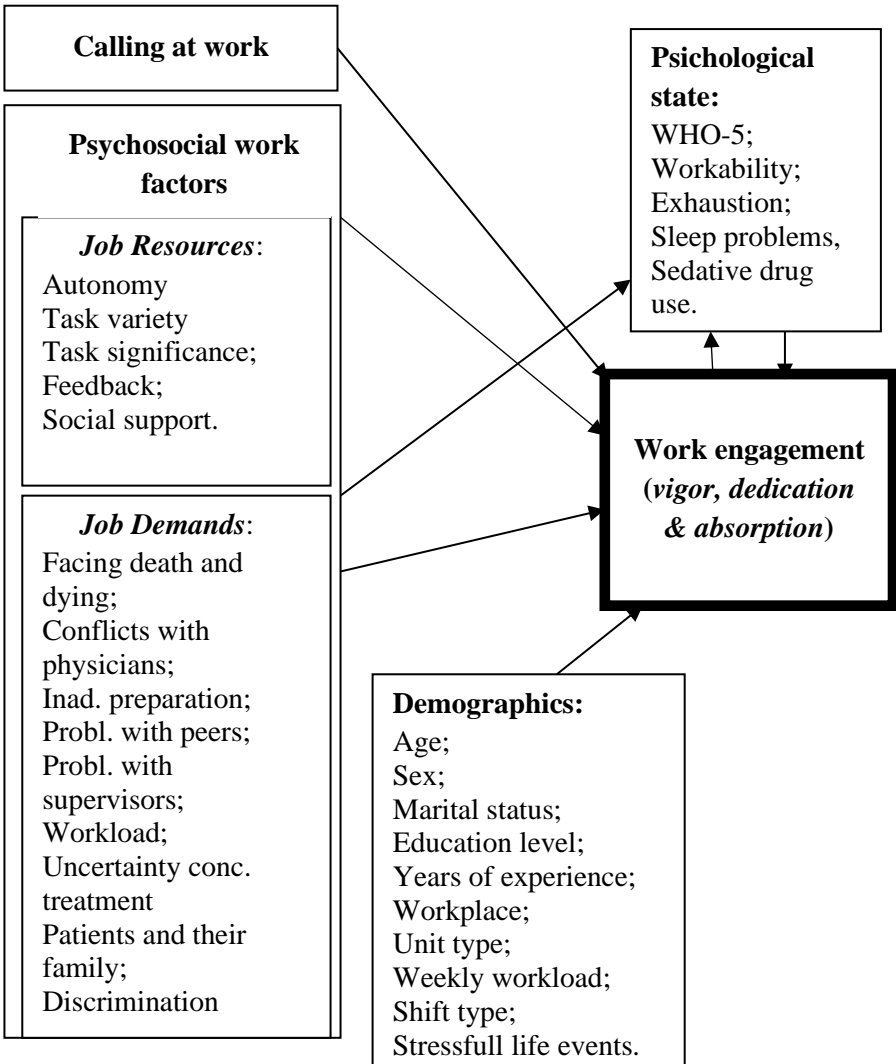 Calling at work
Psychosocial work
factors
Job Resources:
Autonomy
Task variety
Task significance;
Feedback;
Social support.
Job Demands:
Facing death and
dying;
Conflicts with
physicians;
Inad. preparation;
Probl. with peers;
Probl. with
supervisors;
Workload;
Uncertainty conc.
treatment
Patients and their
family;
Discrimination
Psichological
state:
WHO-5;
Workability;
Exhaustion;
Sleep problems,
Sedative drug
use.
Work engagement
(vigor, dedication
& absorption)
Demographics:
Age;
Sex;
Marital status;
Education level;
Years of experience;
Workplace;
Unit type;
Weekly workload;
Shift type;
Stressfull life events.